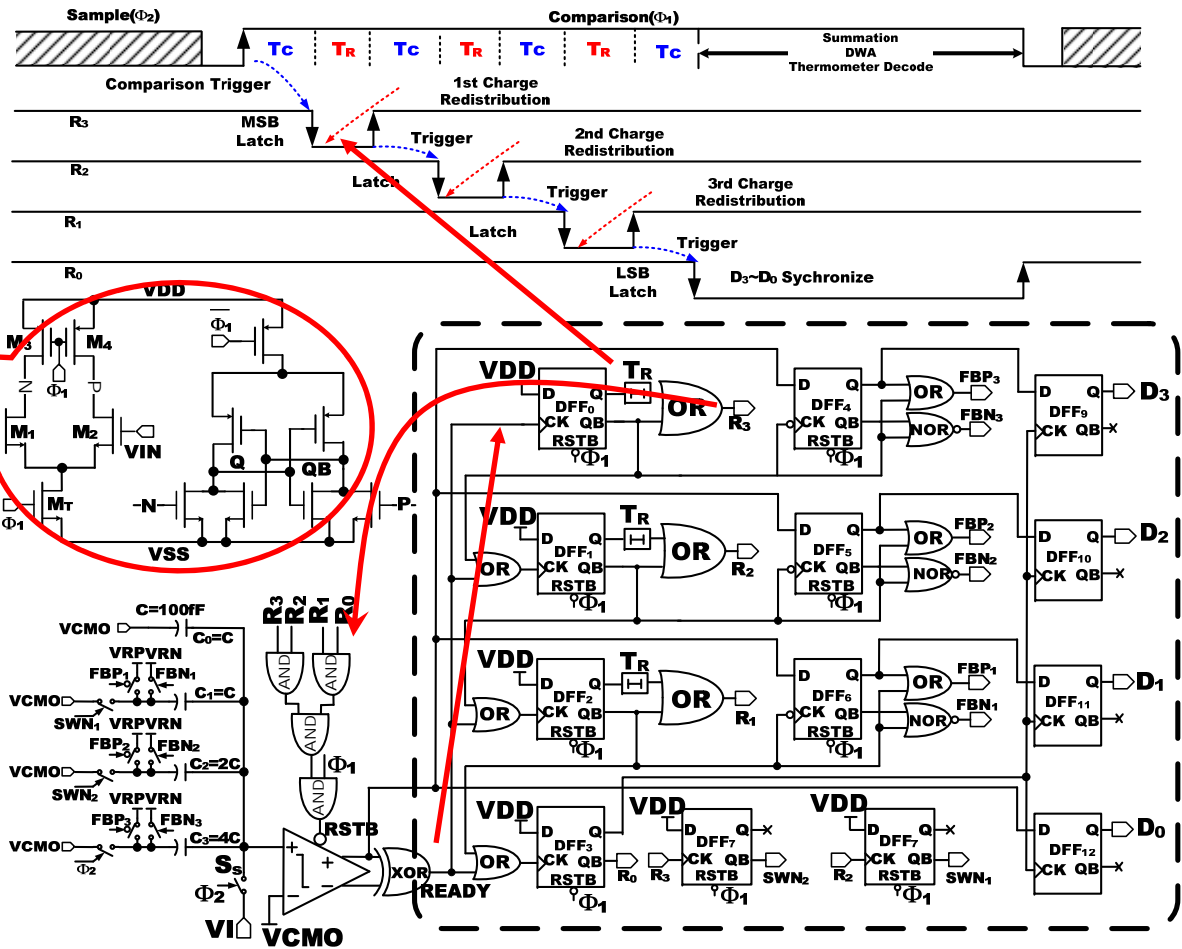 Sample(Φ2)
Comparison(Φ1)
TC TR TC TR TC TR TC
Summation
DWA
Thermometer Decode
Comparison Trigger
1st Charge
Redistribution
R3
MSB
Latch
Trigger
2nd Charge
Redistribution
R2
Latch
Trigger
3rd Charge
Redistribution
R1
Latch
Trigger
R0
LSB
Latch
D3~D0 Sychronize
VDD
M3 M4
Φ1
Φ1
N P
M1 M2
VIN
Q QB
MT
Φ1
-N- P-
VSS
VDD
D Q
DFF0
CK QB
RSTB
Φ1
TR
OR
R3
D Q
DFF4
CK QB
RSTB
Φ1
OR
FBP3
NOR
FBN3
D Q
DFF9
CK QB
D3
VDD
OR
D Q
DFF1
CK QB
RSTB
Φ1
TR
OR
R2
D Q
DFF5
CK QB
RSTB
Φ1
OR
FBP2
NOR
FBN2
D Q
DFF10
CK QB
D2
VDD
OR
D Q
DFF2
CK QB
RSTB
Φ1
TR
OR
R1
D Q
DFF6
CK QB
RSTB
Φ1
OR
FBP1
NOR
FBN1
D Q
DFF11
CK QB
D1
VDD
OR
D Q
DFF3
CK QB
RSTB
Φ1
R0
VDD
D Q
DFF7
R3
CK QB
RSTB
Φ1
SWN2
VDD
D Q
DFF7
R2
CK QB
RSTB
Φ1
SWN1
D Q
DFF12
CK QB
D0
C=100fF
VCMO
C0=C
VRP VRN
FBP1 FBN1
VCMO
C1=C
SWN1
VRP VRN
FBP2 FBN2
VCMO
C2=2C
SWN2
VRP VRN
FBP3 FBN3
VCMO
C3=4C
Φ2
SS
Φ2
VI
R3 R2 R1 R0
AND AND
AND
Φ1
AND
RSTB
+ +
- -
XOR
READY
VCMO